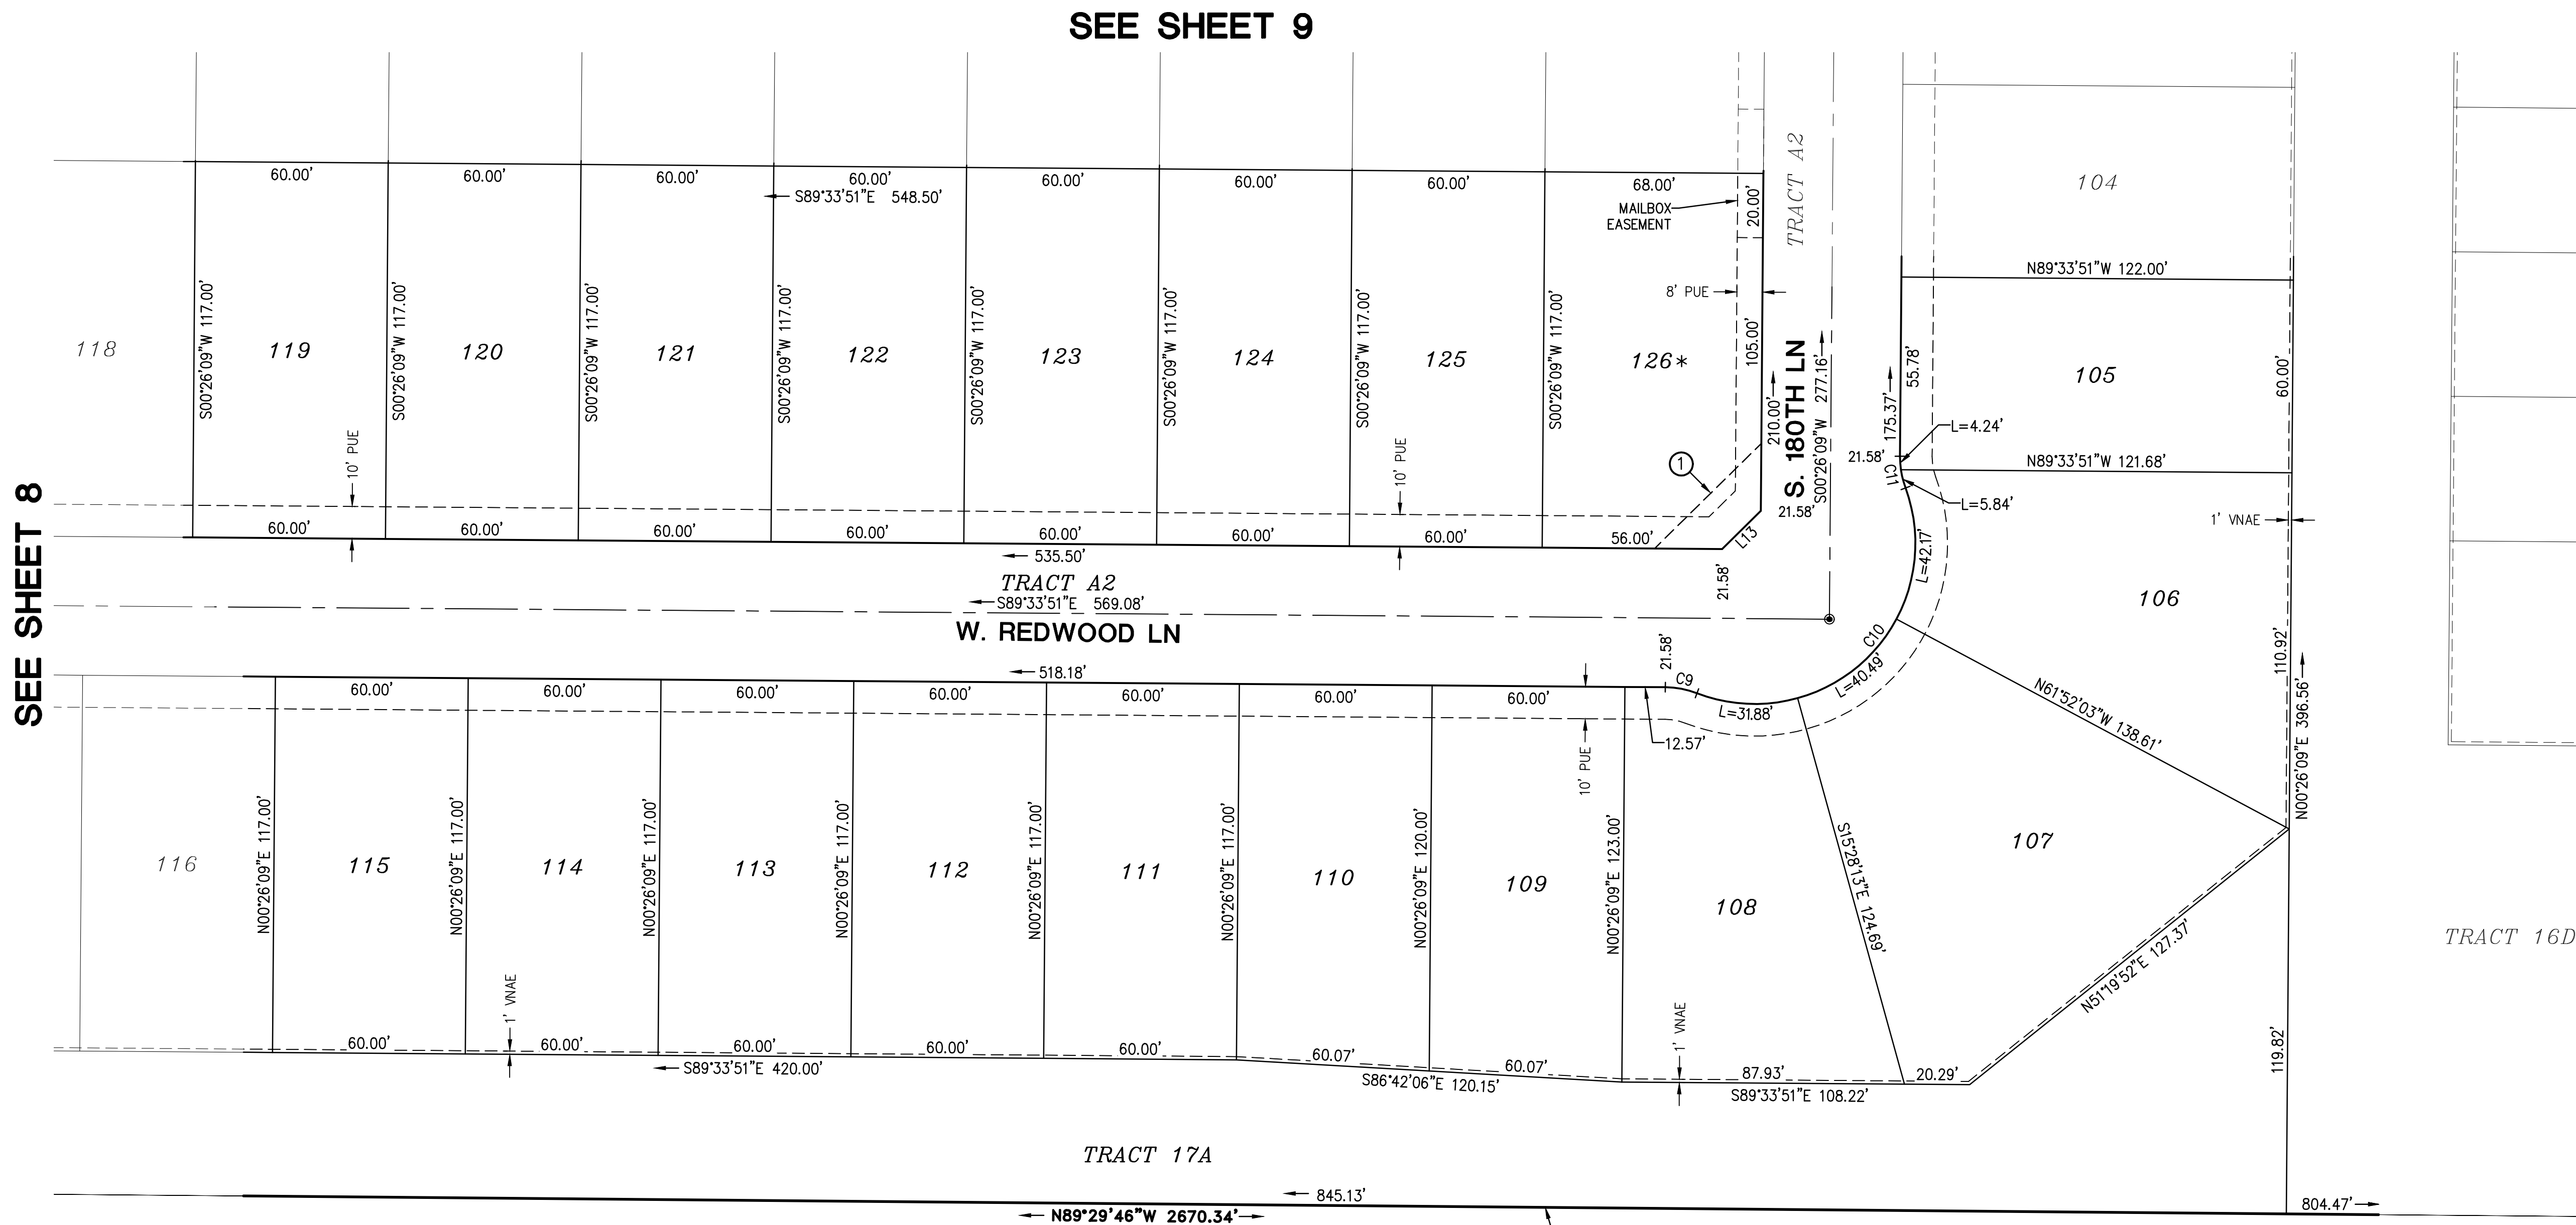 SEE SHEET 9
60.00' 60.00' 60.00' 60.00' 60.00' 60.00' 60.00' 68.00'
S89°33'51"E 548.50'
MAILBOX
EASEMENT
20.00'
TRACT A2
104
N89°33'51"W 122.00'
8' PUE
118 119 120 121 122 123 124 125 126*
S00°26'09"W 117.00'
S00°26'09"W 117.00'
S00°26'09"W 117.00'
S00°26'09"W 117.00'
S00°26'09"W 117.00'
S00°26'09"W 117.00'
S00°26'09"W 117.00'
S00°26'09"W 117.00'
105.00'
210.00'
S. 180TH LN
S00°26'09"W 277.16'
175.37'
55.78'
105
60.00'
L=4.24'
21.58'
C11
N89°33'51"W 121.68'
L=5.84'
1' VNAE
10' PUE
10' PUE
1
21.58'
60.00' 60.00' 60.00' 60.00' 60.00' 60.00' 60.00' 56.00'
L13
535.50'
21.58'
TRACT A2
S89°33'51"E 569.08'
W. REDWOOD LN
SEE SHEET 8
L=42.17'
106
110.92'
N00°26'09"E 396.56'
C10
L=40.49'
N61°52'03"W 138.61'
518.18'
21.58'
C9
L=31.88'
12.57'
60.00' 60.00' 60.00' 60.00' 60.00' 60.00' 60.00'
10' PUE
116 115 114 113 112 111 110 109 108 107
N00°26'09"E 117.00'
N00°26'09"E 117.00'
N00°26'09"E 117.00'
N00°26'09"E 117.00'
N00°26'09"E 117.00'
N00°26'09"E 117.00'
N00°26'09"E 120.00'
N00°26'09"E 123.00'
S15°28'13"E 124.69'
N51°19'52"E 127.37'
TRACT 16D
119.82'
1' VNAE
1' VNAE
60.00' 60.00' 60.00' 60.00' 60.00' 60.07' 60.07' 87.93' 20.29'
S89°33'51"E 420.00'
S86°42'06"E 120.15'
S89°33'51"E 108.22'
TRACT 17A
845.13'
804.47'
N89°29'46"W 2670.34'